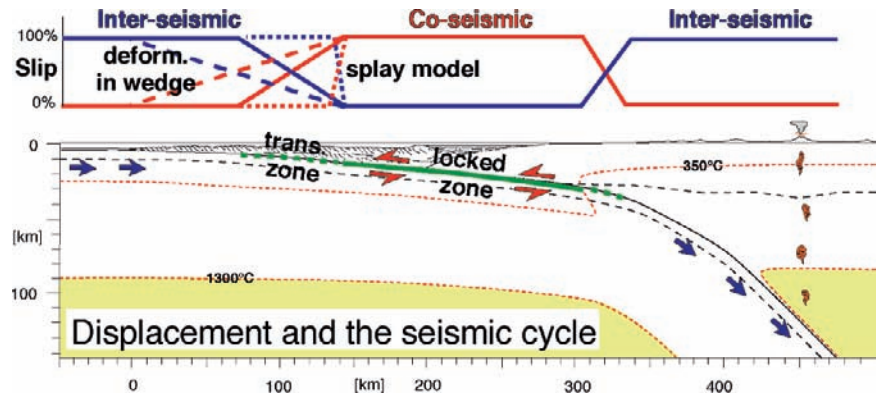 Inter-seismic Co-seismic Inter-seismic
100%
Slip
0%
deform.
in wedge
splay model
0
trans.
zone
locked
zone
350°C
[km]
1300°C
100
Displacement and the seismic cycle
0 100 [km] 200 300 400